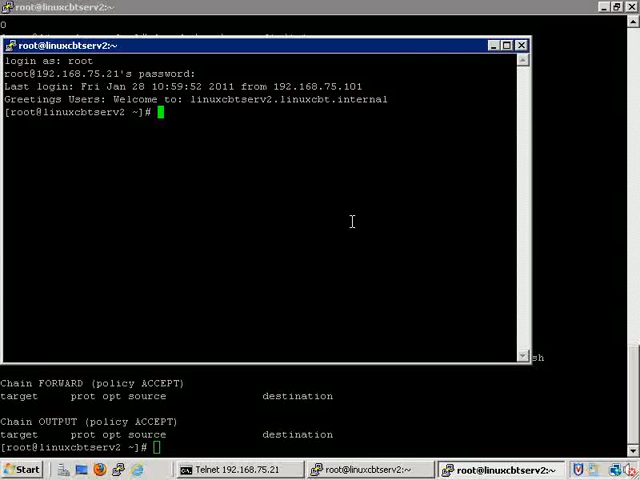 root@linuxcbtserv2:~
root@linuxcbtserv2:~
login as: root
root@192.168.75.21's password:
Last login: Fri Jan 28 10:59:52 2011 from 192.168.75.101
Greetings Users: Welcome to: linuxcbtserv2.linuxcbt.internal
[root@linuxcbtserv2 ~]#
sh
Chain FORWARD (policy ACCEPT)
target prot opt source destination
Chain OUTPUT (policy ACCEPT)
target prot opt source destination
[root@linuxcbtserv2 ~]#
Start Telnet 192.168.75.21 root@linuxcbtserv2:~ root@linuxcbtserv2:~